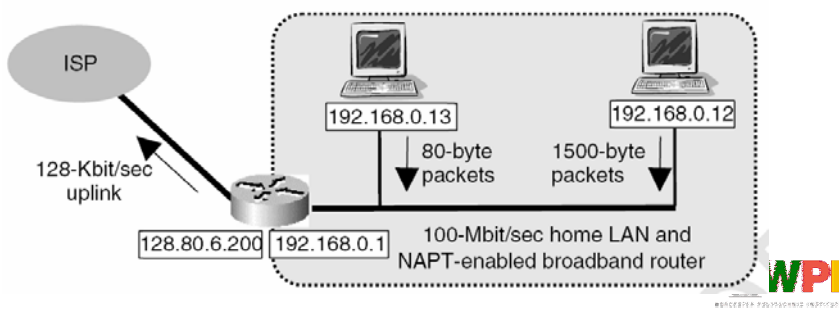 ISP
192.168.0.13
192.168.0.12
128-Kbit/sec
uplink
80-byte
packets
1500-byte
packets
128.80.6.200
192.168.0.1
100-Mbit/sec home LAN and
NAPT-enabled broadband router
WPI